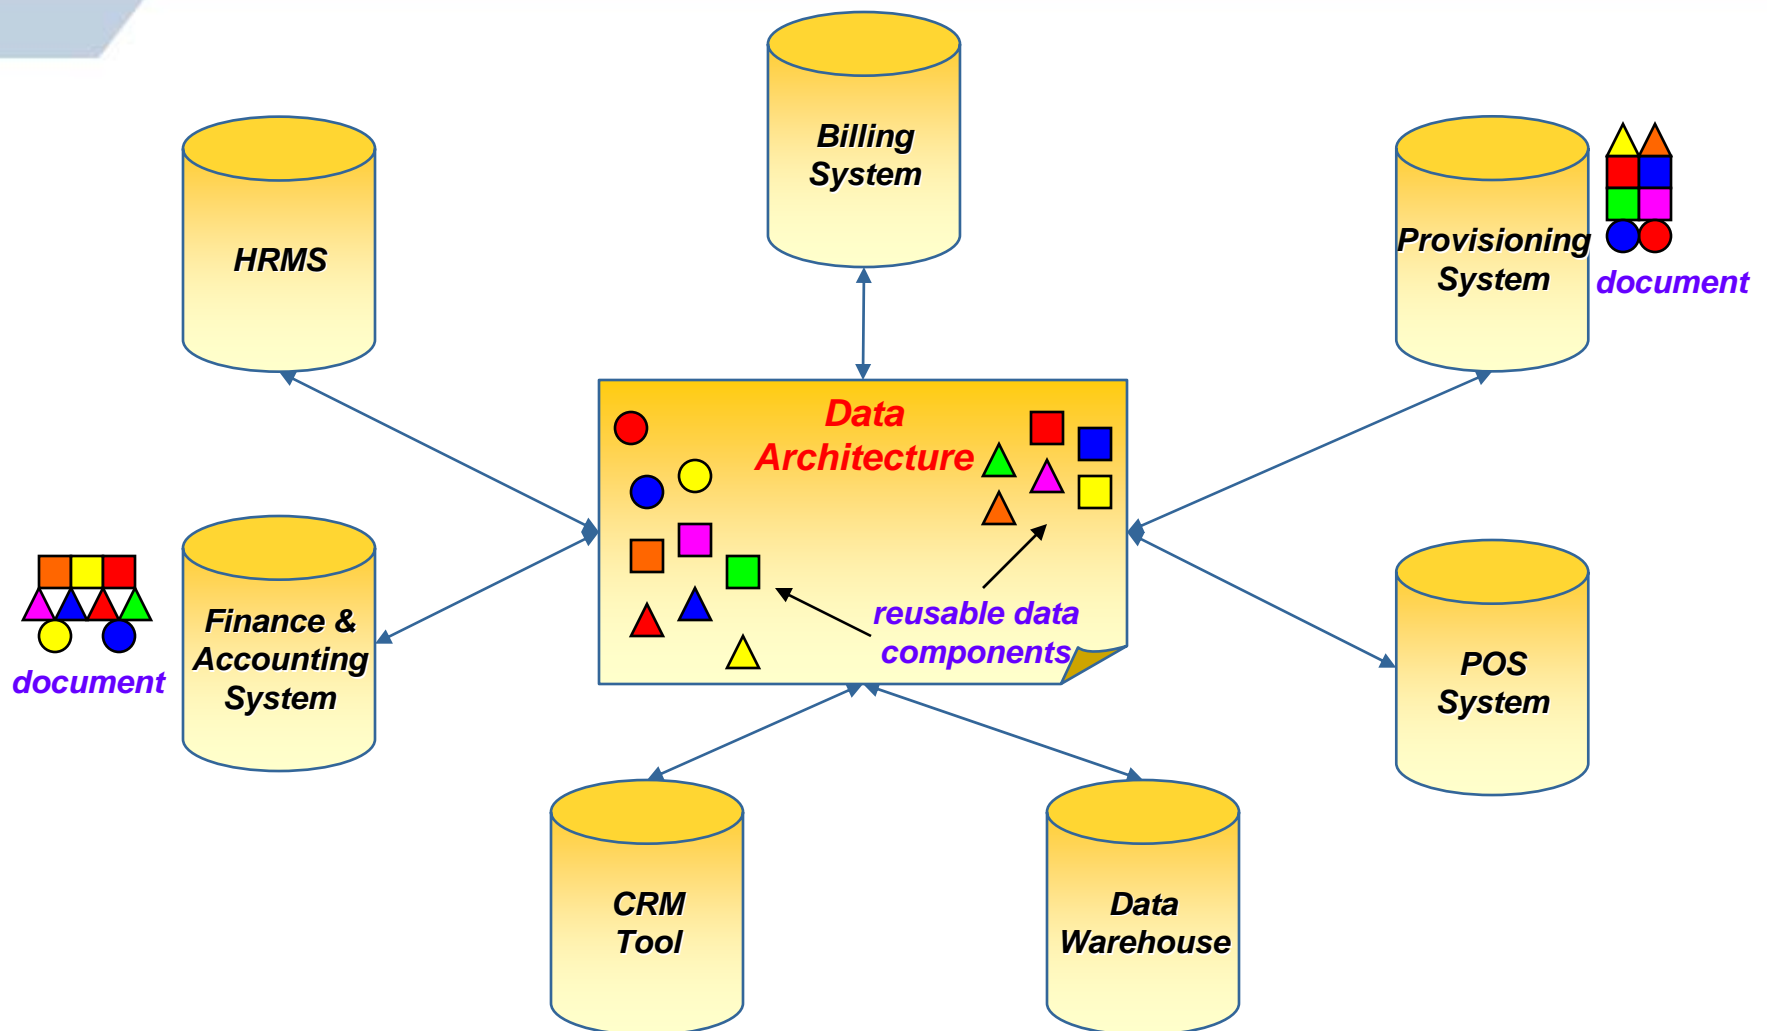 Billing
System
HRMS
Provisioning
System
document
Data
Architecture
reusable data
components
Finance &
Accounting
System
document
POS
System
CRM
Tool
Data
Warehouse